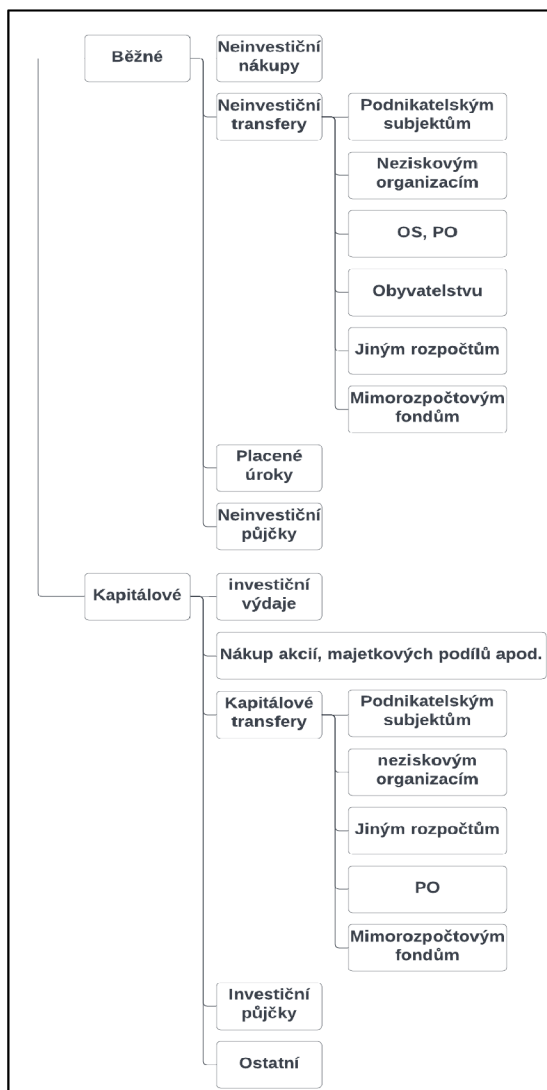 Běžné
Neinvestiční
nákupy
Neinvestiční
transfery
Podnikatelským
subjektům
Neziskovým
organizacím
OS, PO
Obyvatelstvu
Jiným rozpočtům
Mimorozpočtovým
fondům
Placené
úroky
Neinvestiční
půjčky
Kapitálové
investiční
výdaje
Nákup akcií, majetkových podílů apod.
Kapitálové
transfery
Podnikatelským
subjektům
neziskovým
organizacím
Jiným rozpočtům
PO
Mimorozpočtovým
fondům
Investiční
půjčky
Ostatní